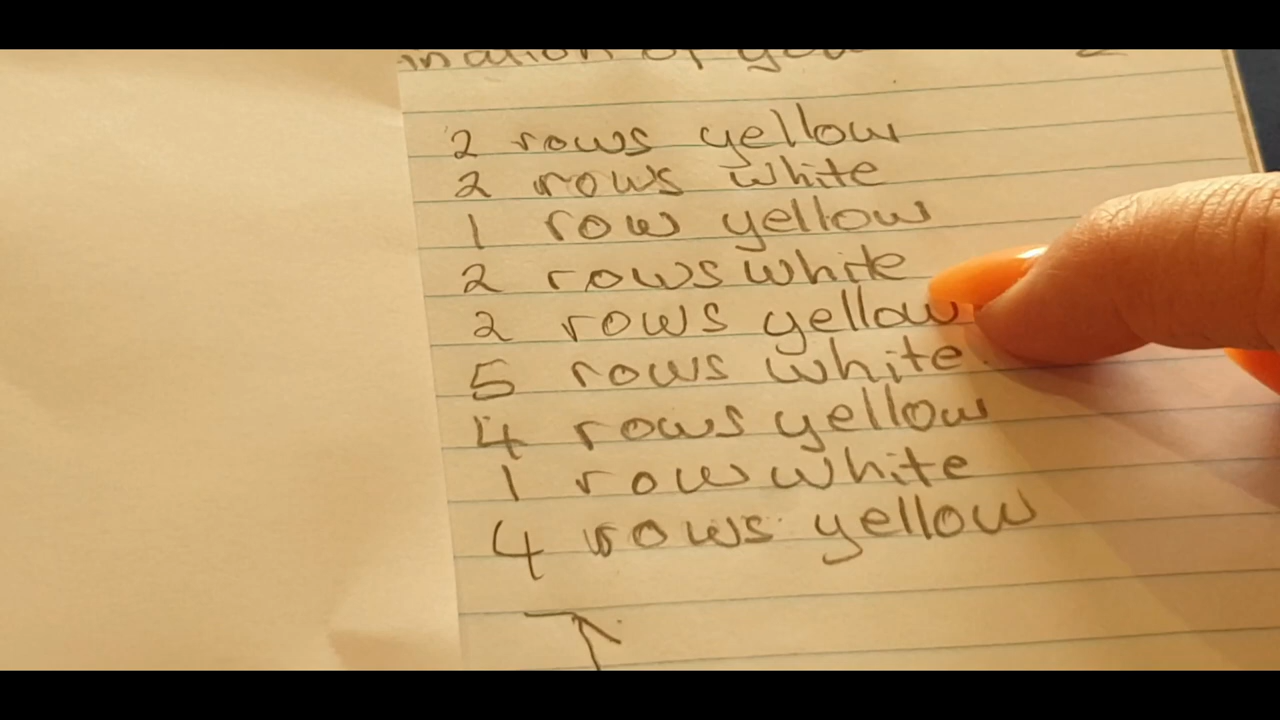 of
2 rows yellow
2 rows white
1 row yellow
2 rows white
2 rows yellow
5 rows white
4 rows yellow
1 row white
4 rows yellow